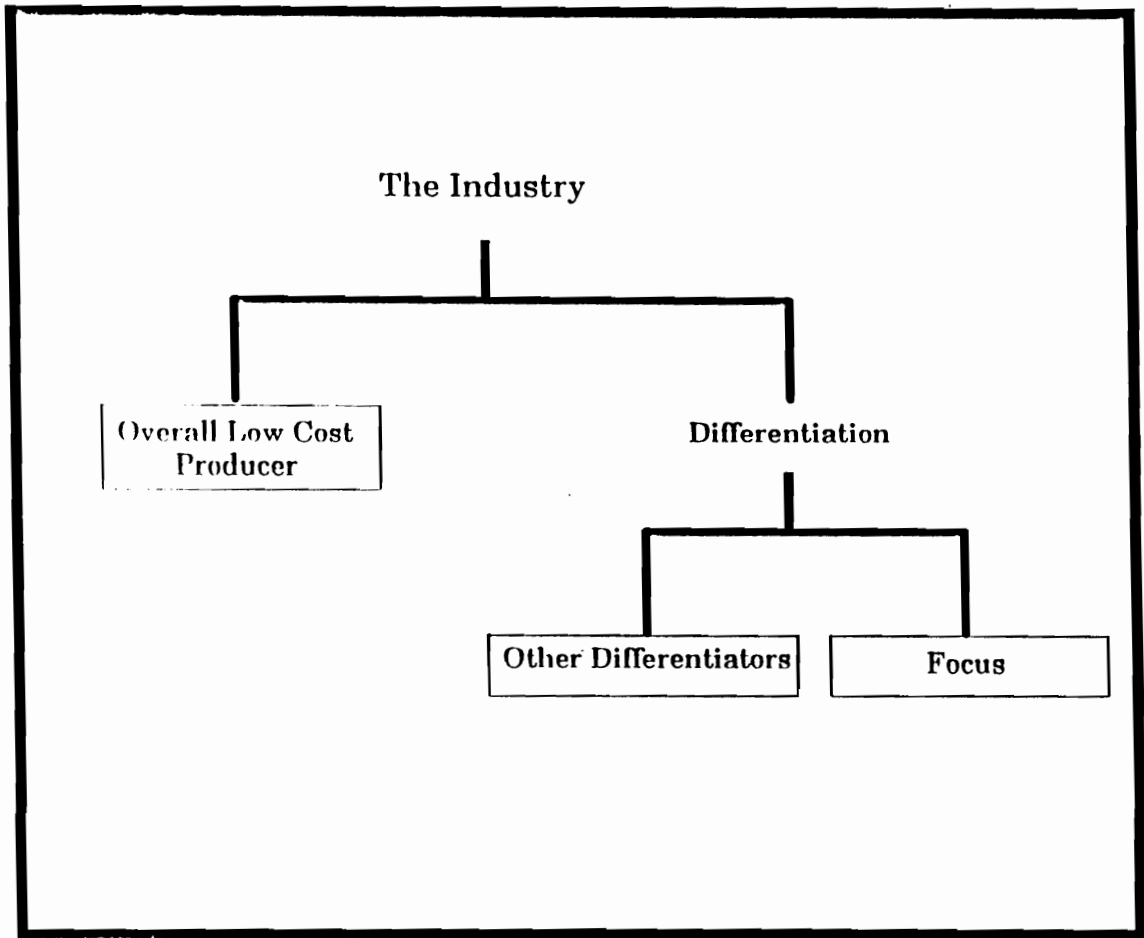 The Industry
Overall Low Cost
Producer
Differentiation
Other Differentiators
Focus